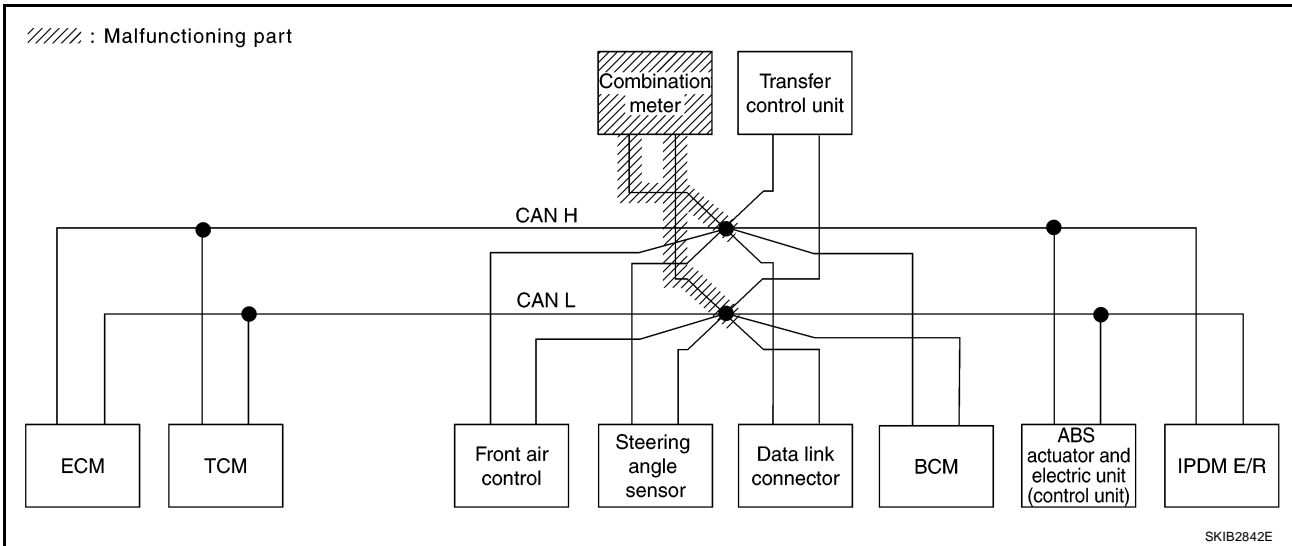 : Malfunctioning part
Combination
meter
Transfer
control unit
CAN H
CAN L
ECM
TCM
Front air
control
Steering
angle
sensor
Data link
connector
BCM
ABS
actuator and
electric unit
(control unit)
IPDM E/R
SKIB2842E